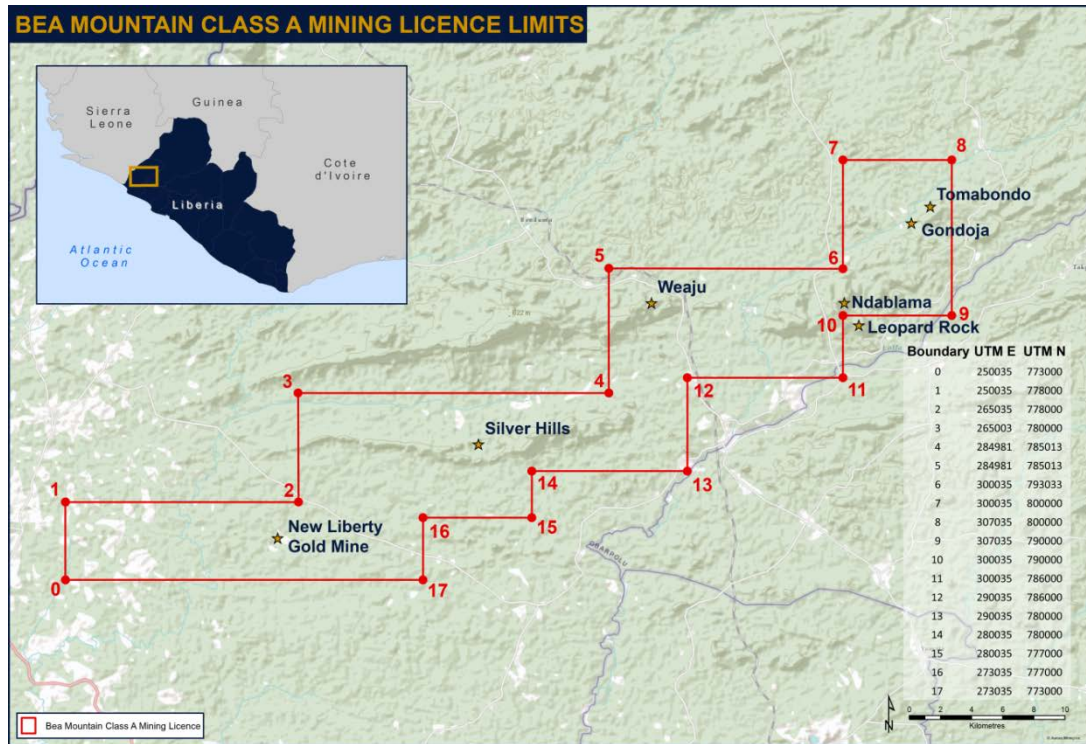 BEA MOUNTAIN CLASS A MINING LICENCE LIMITS
Sierra
Leone
Guinea
Cote
d'Ivoire
Liberia
Atlantic
Ocean
7
8
Tomabondo
Gondoja
5
6
Weaju
Ndablama
10
9
Leopard Rock
3
4
12
11
Silver Hills
14
13
1
2
16
15
New Liberty
Gold Mine
0
17
Boundary UTM E UTM N
0 250035 773000
1 250035 778000
2 265035 778000
3 265003 780000
4 284981 785013
5 284981 785013
6 300035 793033
7 300035 800000
8 307035 800000
9 307035 790000
10 300035 790000
11 300035 786000
12 290035 786000
13 290035 780000
14 280035 780000
15 280035 777000
16 273035 777000
17 273035 773000
N
0 2 4 6 8 10
Kilometres
Bea Mountain Class A Mining Licence